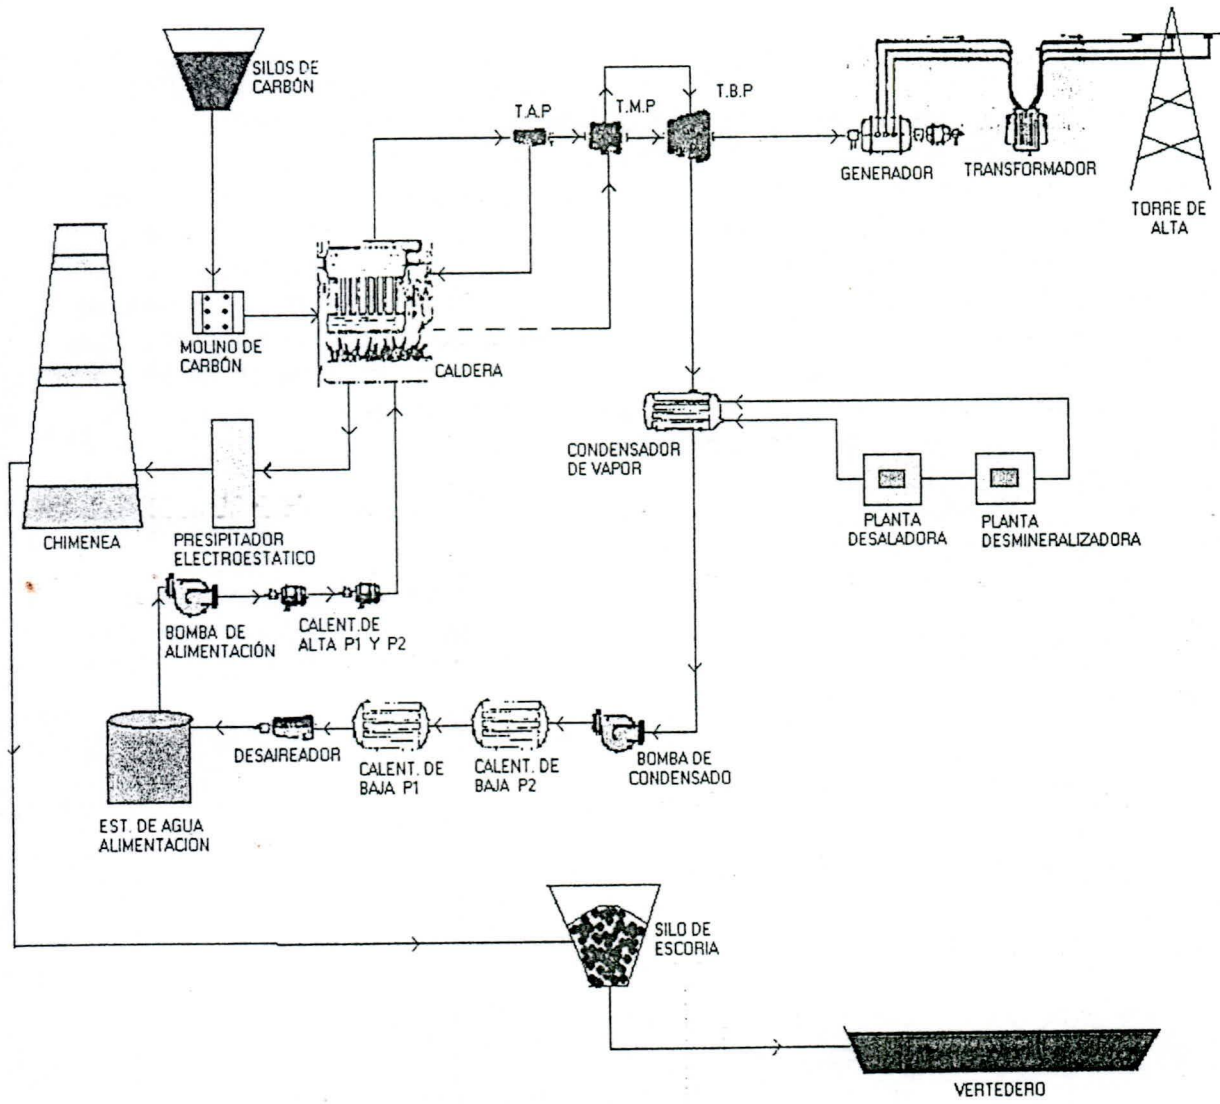 SILOS DE
CARBÓN
T.A.P
T.M.P
T.B.P
GENERADOR
TRANSFORMADOR
TORRE DE
ALTA
MOLINO DE
CARBÓN
CALDERA
CONDENSADOR
DE VAPOR
PLANTA
DESALADORA
PLANTA
DESMINERALIZADORA
CHIMENEA
PRESIPITADOR
ELECTROESTATICO
BOMBA DE
ALIMENTACIÓN
CALENT. DE
ALTA P1 Y P2
DESAIREADOR
CALENT. DE
BAJA P1
CALENT. DE
BAJA P2
BOMBA DE
CONDENSADO
EST. DE AGUA
ALIMENTACION
SILO DE
ESCORIA
VERTEDERO